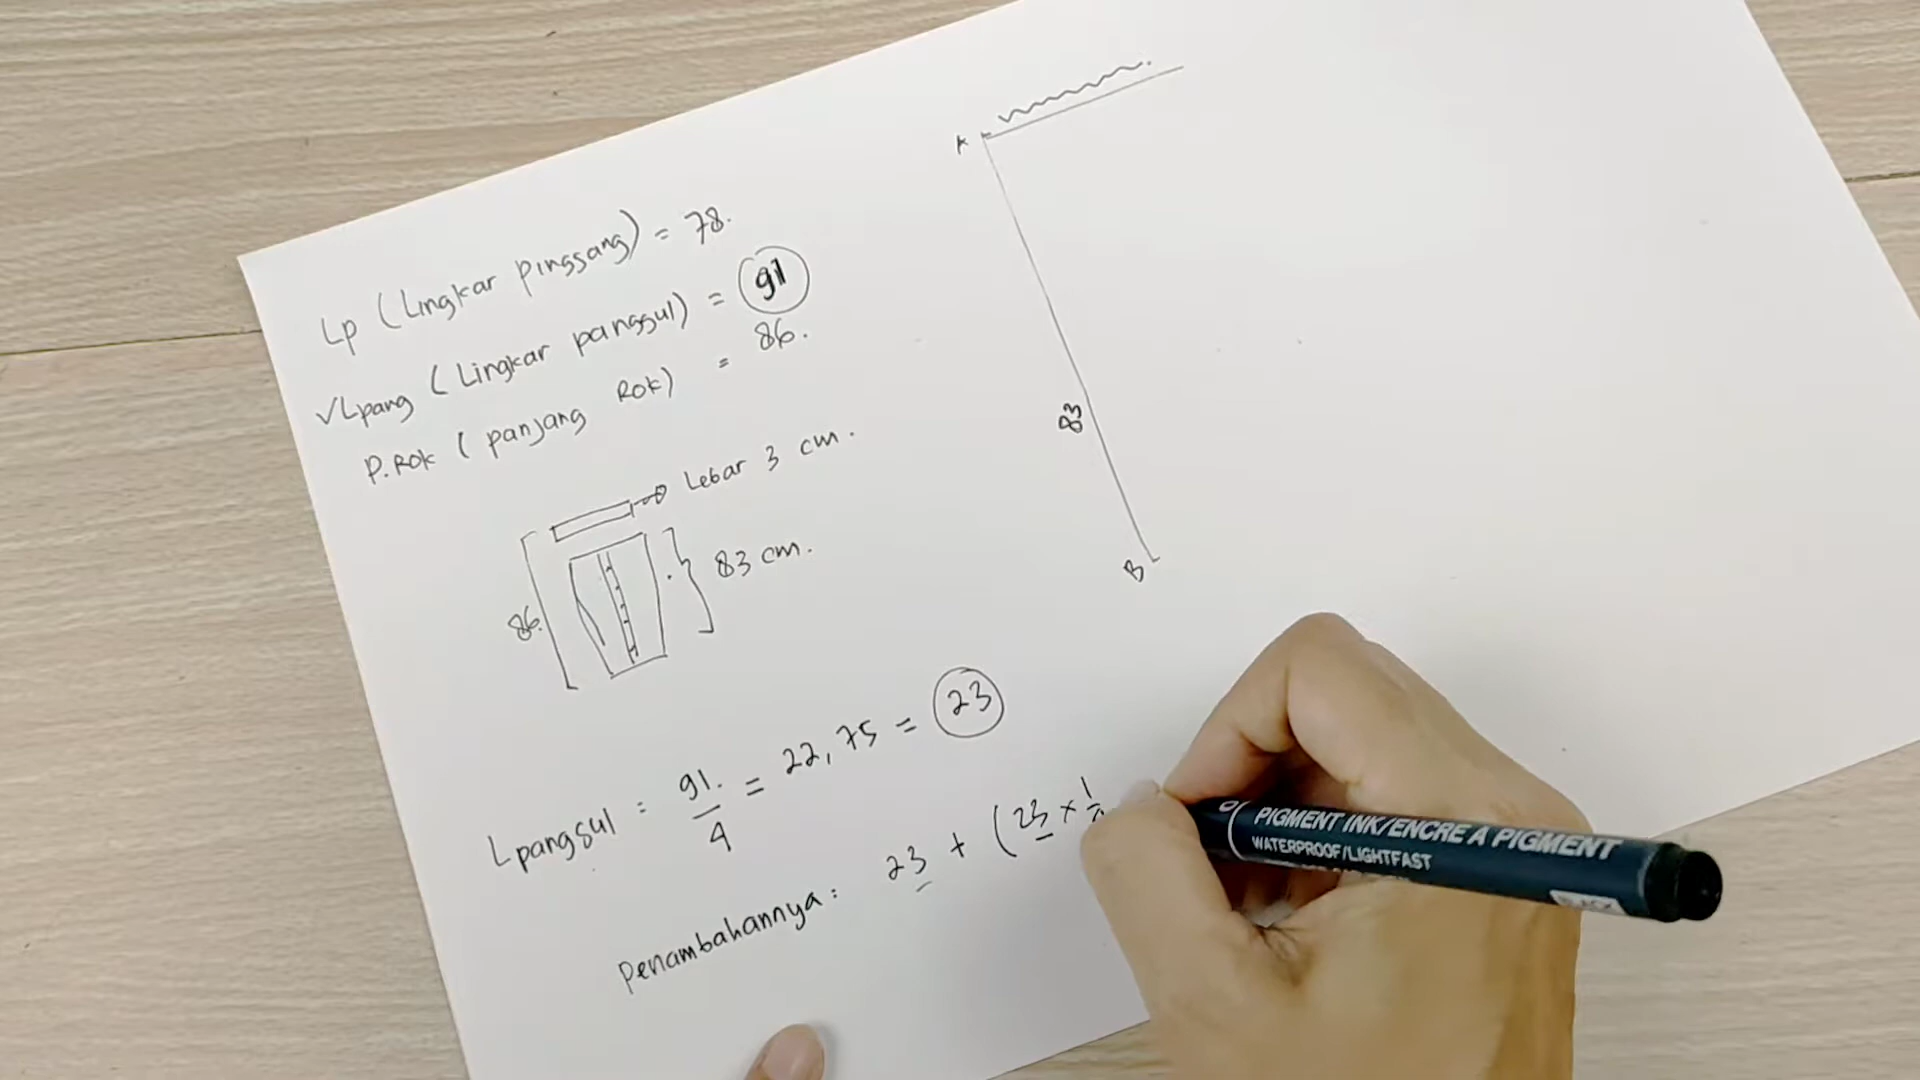 Lp (Lingkar pinggang) = 78.
✓Lpang (Lingkar panggul) = 91
P.Rok (panjang Rok) = 86.
Lebar 3 cm.
86.
83 cm.
Lpanggul : 91. / 4 = 22,75 = 23
Penambahannya : 23 + (23 × 1/
A
83
B
PIGMENT INK/ENCRE A PIGMENT
WATERPROOF/LIGHTFAST
BLACK